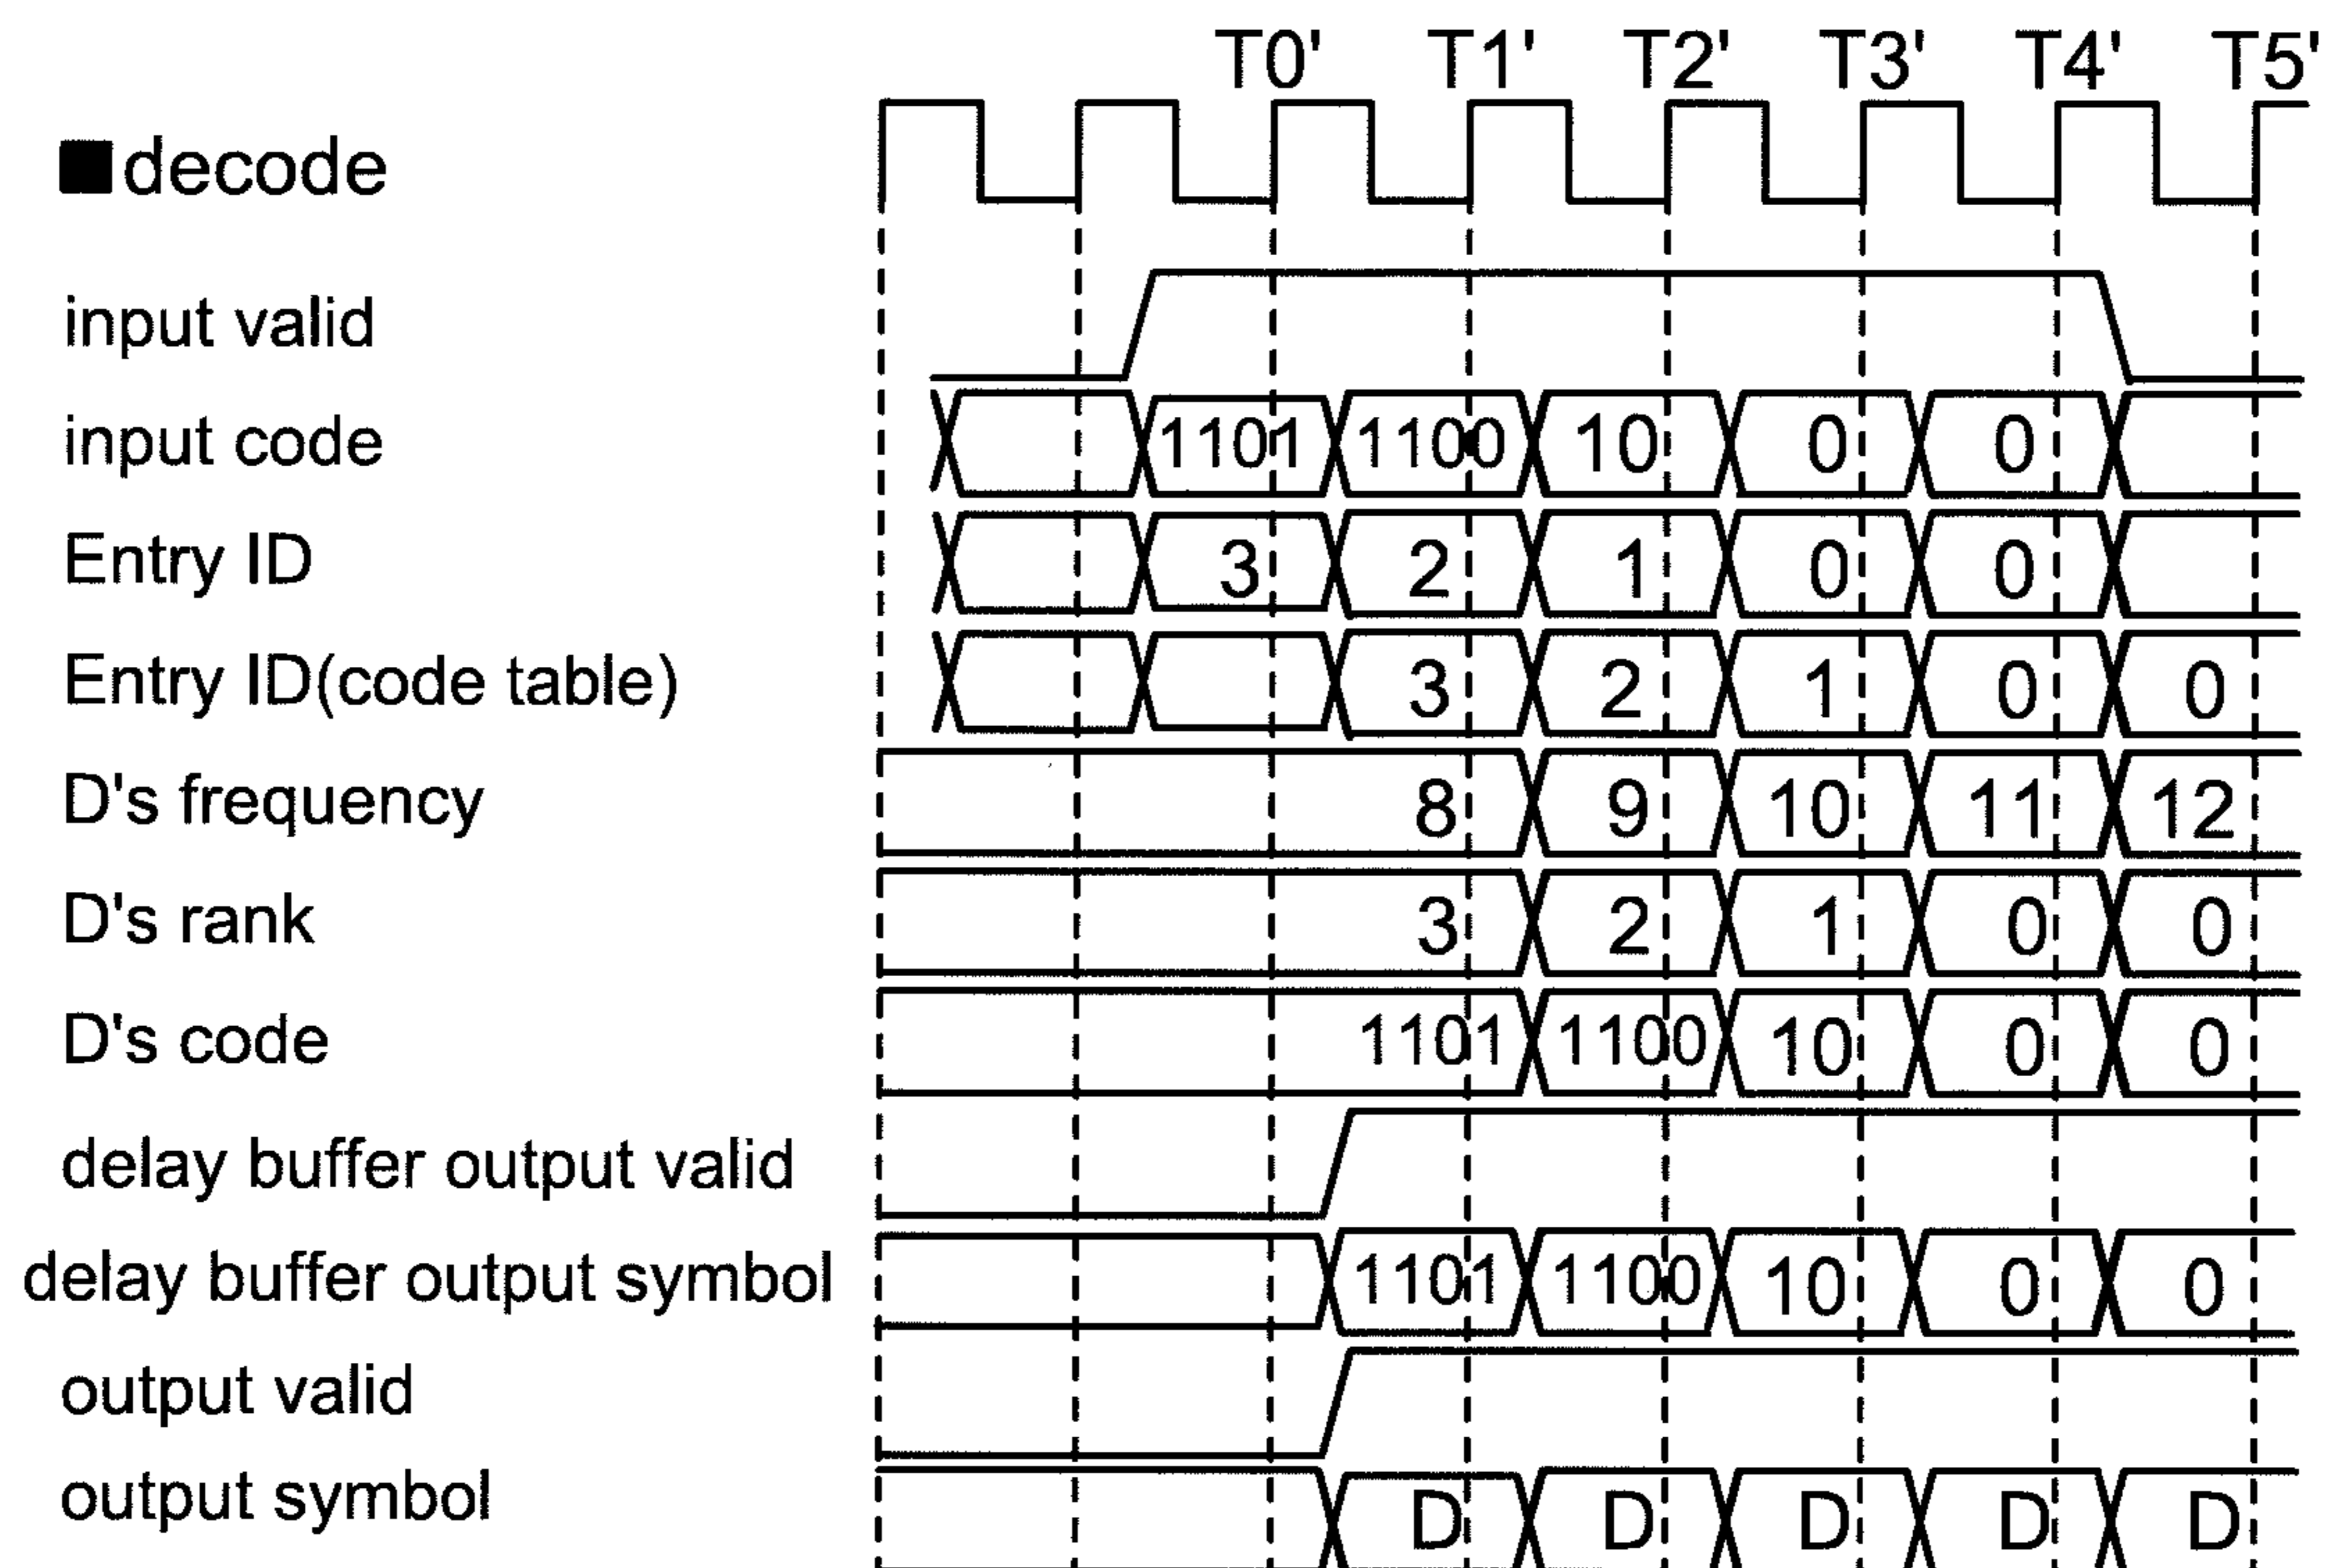 T0' T1' T2' T3' T4' T5'
■decode
input valid
input code 1101 1100 10 0 0
Entry ID 3 2 1 0 0
Entry ID(code table) 3 2 1 0 0
D's frequency 8 9 10 11 12
D's rank 3 2 1 0 0
D's code 1101 1100 10 0 0
delay buffer output valid
delay buffer output symbol 1101 1100 10 0 0
output valid
output symbol D D D D D